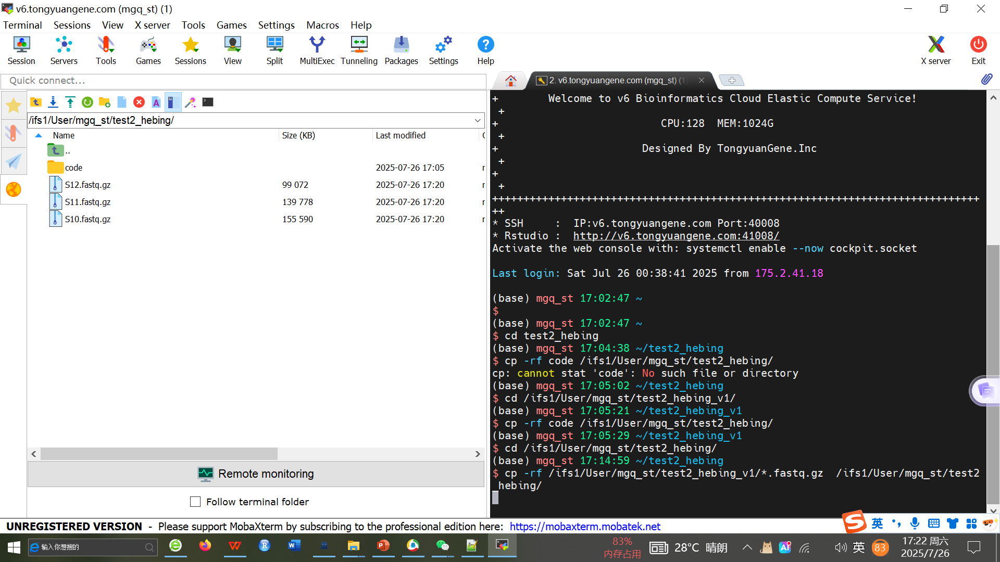 v6.tongyuangene.com (mgq_st) (1)
Terminal Sessions View X server Tools Games Settings Macros Help
Session Servers Tools Games Sessions View Split MultiExec Tunneling Packages Settings Help X server Exit
Quick connect...
2. v6.tongyuangene.com (mgq_st) (1)
/ifs1/User/mgq_st/test2_hebing/
Name Size (KB) Last modified
..
code 2025-07-26 17:05
S12.fastq.gz 99 072 2025-07-26 17:20
S11.fastq.gz 139 778 2025-07-26 17:20
S10.fastq.gz 155 590 2025-07-26 17:20
Remote monitoring
Follow terminal folder
+ Welcome to v6 Bioinformatics Cloud Elastic Compute Service!
+
+ CPU:128 MEM:1024G
+
+ Designed By TongyuanGene.Inc
+
+
+
++++++++++++++++++++++++++++++++++++++++++++++++++++++++++++++++++++++++++++++
++
* SSH : IP:v6.tongyuangene.com Port:40008
* Rstudio : http://v6.tongyuangene.com:41008/
Activate the web console with: systemctl enable --now cockpit.socket
Last login: Sat Jul 26 00:38:41 2025 from 175.2.41.18
(base) mgq_st 17:02:47 ~
$
(base) mgq_st 17:02:47 ~
$ cd test2_hebing
(base) mgq_st 17:04:38 ~/test2_hebing
$ cp -rf code /ifs1/User/mgq_st/test2_hebing/
cp: cannot stat 'code': No such file or directory
(base) mgq_st 17:05:02 ~/test2_hebing
$ cd /ifs1/User/mgq_st/test2_hebing_v1/
(base) mgq_st 17:05:21 ~/test2_hebing_v1
$ cp -rf code /ifs1/User/mgq_st/test2_hebing/
(base) mgq_st 17:05:29 ~/test2_hebing_v1
$ cd /ifs1/User/mgq_st/test2_hebing/
(base) mgq_st 17:14:59 ~/test2_hebing
$ cp -rf /ifs1/User/mgq_st/test2_hebing_v1/*.fastq.gz /ifs1/User/mgq_st/test2
_hebing/
UNREGISTERED VERSION - Please support MobaXterm by subscribing to the professional edition here: https://mobaxterm.mobatek.net
英
输入你想搜的
83%
内存占用
28°C 晴朗
英
83
17:22 周六
2025/7/26